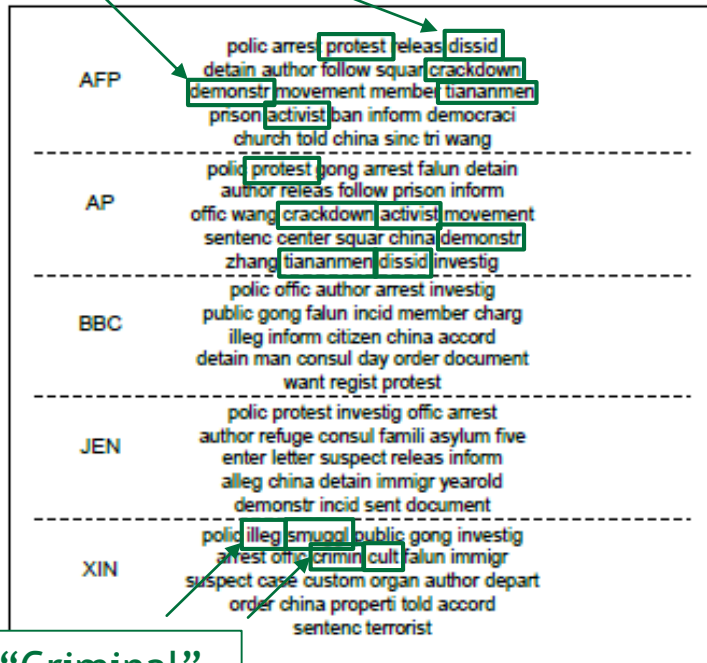 AFP
polic arrest protest releas dissid
detain author follow squar crackdown
demonstr movement member tiananmen
prison activist ban inform democraci
church told china sinc tri wang
AP
polic protest gong arrest falun detain
author releas follow prison inform
offic wang crackdown activist movement
sentenc center squar china demonstr
zhang tiananmen dissid investig
BBC
polic offic author arrest investig
public gong falun incid member charg
illeg inform citizen china accord
detain man consul day order document
want regist protest
JEN
polic protest investig offic arrest
author refuge consul famili asylum five
enter letter suspect releas inform
alleg china detain immigr yearold
demonstr incid sent document
XIN
polic illeg smuggl public gong investig
arrest offic crimin cult falun immigr
suspect case custom organ author depart
order china properti told accord
sentenc terrorist
“Criminal”